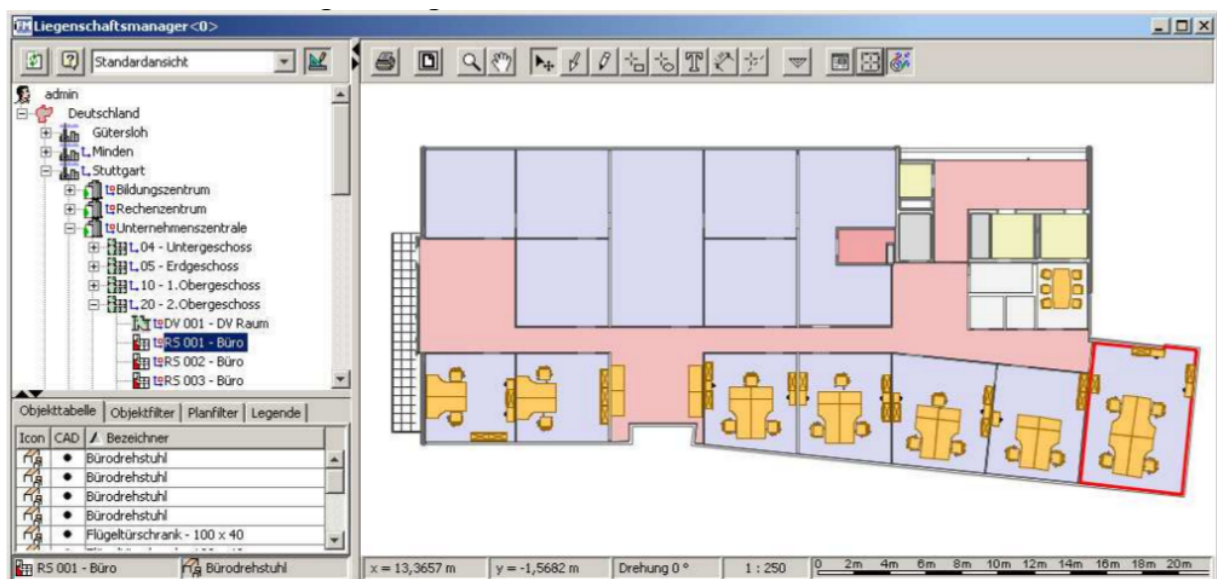 Liegenschaftsmanager <0>
Standardansicht
admin
Deutschland
Gütersloh
Minden
Stuttgart
Bildungszentrum
Rechenzentrum
Unternehmenszentrale
04 - Untergeschoss
05 - Erdgeschoss
10 - 1.Obergeschoss
20 - 2.Obergeschoss
DV 001 - DV Raum
RS 001 - Büro
RS 002 - Büro
RS 003 - Büro
Objekttabelle Objektfilter Planfilter Legende
Icon CAD Bezeichner
Bürodrehstuhl
Bürodrehstuhl
Bürodrehstuhl
Bürodrehstuhl
Flügeltürschrank - 100 x 40
RS 001 - Büro Bürodrehstuhl x = 13,3657 m y = -1,5682 m Drehung 0 ° 1 : 250 0 2m 4m 6m 8m 10m 12m 14m 16m 18m 20m